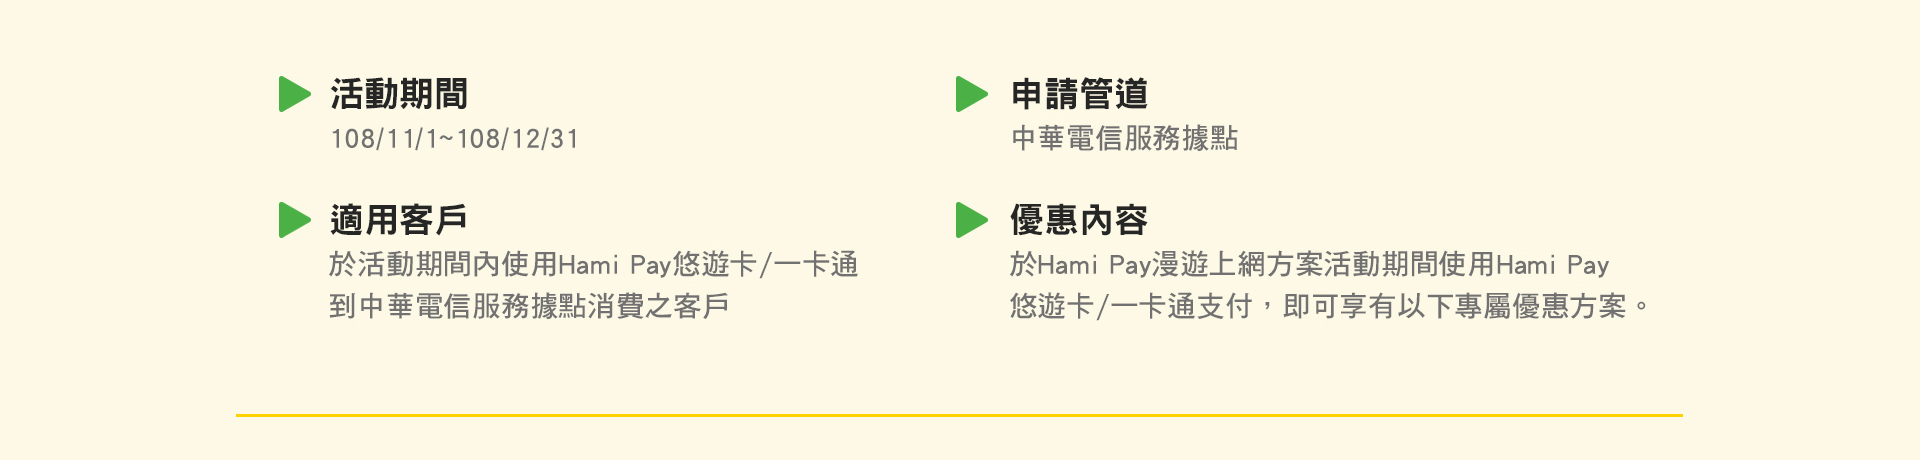 活動期間
108/11/1~108/12/31
申請管道
中華電信服務據點
適用客戶
於活動期間內使用Hami Pay悠遊卡/一卡通
到中華電信服務據點消費之客戶
優惠內容
於Hami Pay漫遊上網方案活動期間使用Hami Pay
悠遊卡/一卡通支付，即可享有以下專屬優惠方案。